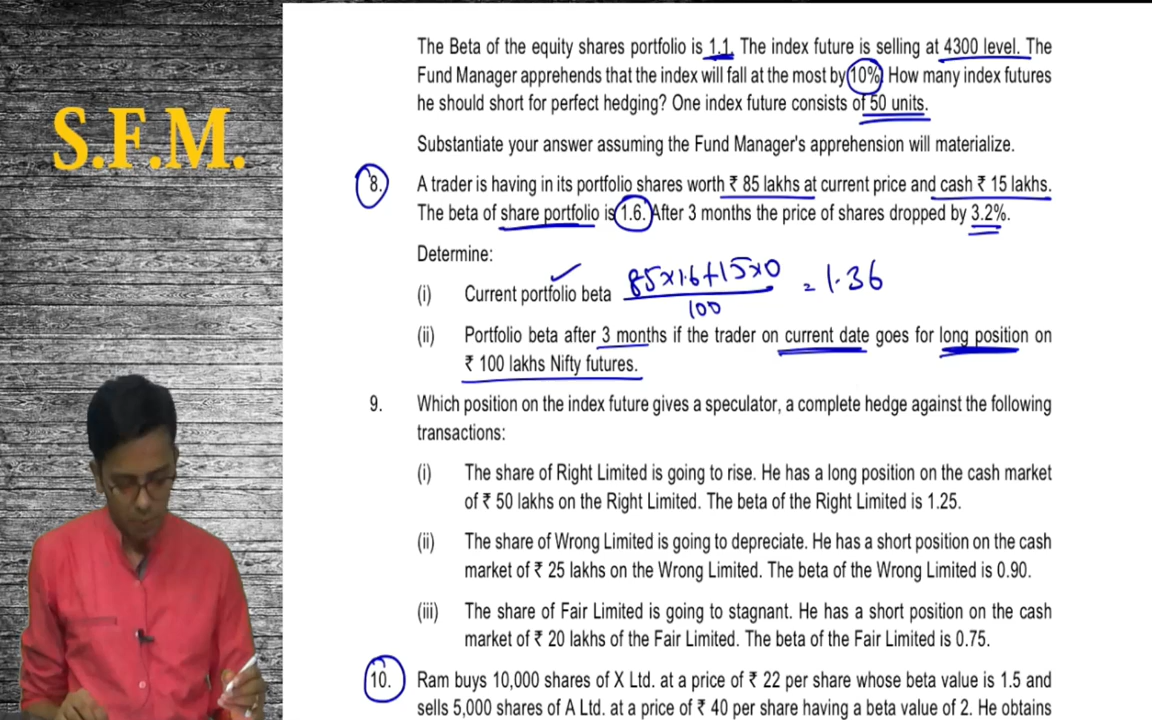 S.F.M.
The Beta of the equity shares portfolio is 1.1. The index future is selling at 4300 level. The
Fund Manager apprehends that the index will fall at the most by 10%. How many index futures
he should short for perfect hedging? One index future consists of 50 units.
Substantiate your answer assuming the Fund Manager's apprehension will materialize.
8. A trader is having in its portfolio shares worth ₹ 85 lakhs at current price and cash ₹ 15 lakhs.
The beta of share portfolio is 1.6. After 3 months the price of shares dropped by 3.2%.
Determine:
(i) Current portfolio beta 85×1.6+15×0 / 100 = 1.36
(ii) Portfolio beta after 3 months if the trader on current date goes for long position on
₹ 100 lakhs Nifty futures.
9. Which position on the index future gives a speculator, a complete hedge against the following
transactions:
(i) The share of Right Limited is going to rise. He has a long position on the cash market
of ₹ 50 lakhs on the Right Limited. The beta of the Right Limited is 1.25.
(ii) The share of Wrong Limited is going to depreciate. He has a short position on the cash
market of ₹ 25 lakhs on the Wrong Limited. The beta of the Wrong Limited is 0.90.
(iii) The share of Fair Limited is going to stagnant. He has a short position on the cash
market of ₹ 20 lakhs of the Fair Limited. The beta of the Fair Limited is 0.75.
10. Ram buys 10,000 shares of X Ltd. at a price of ₹ 22 per share whose beta value is 1.5 and
sells 5,000 shares of A Ltd. at a price of ₹ 40 per share having a beta value of 2. He obtains